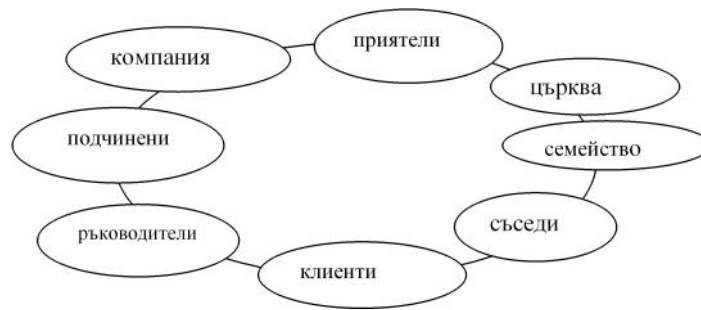 приятели
компания
църква
подчинени
семейство
съседи
ръководители
клиенти